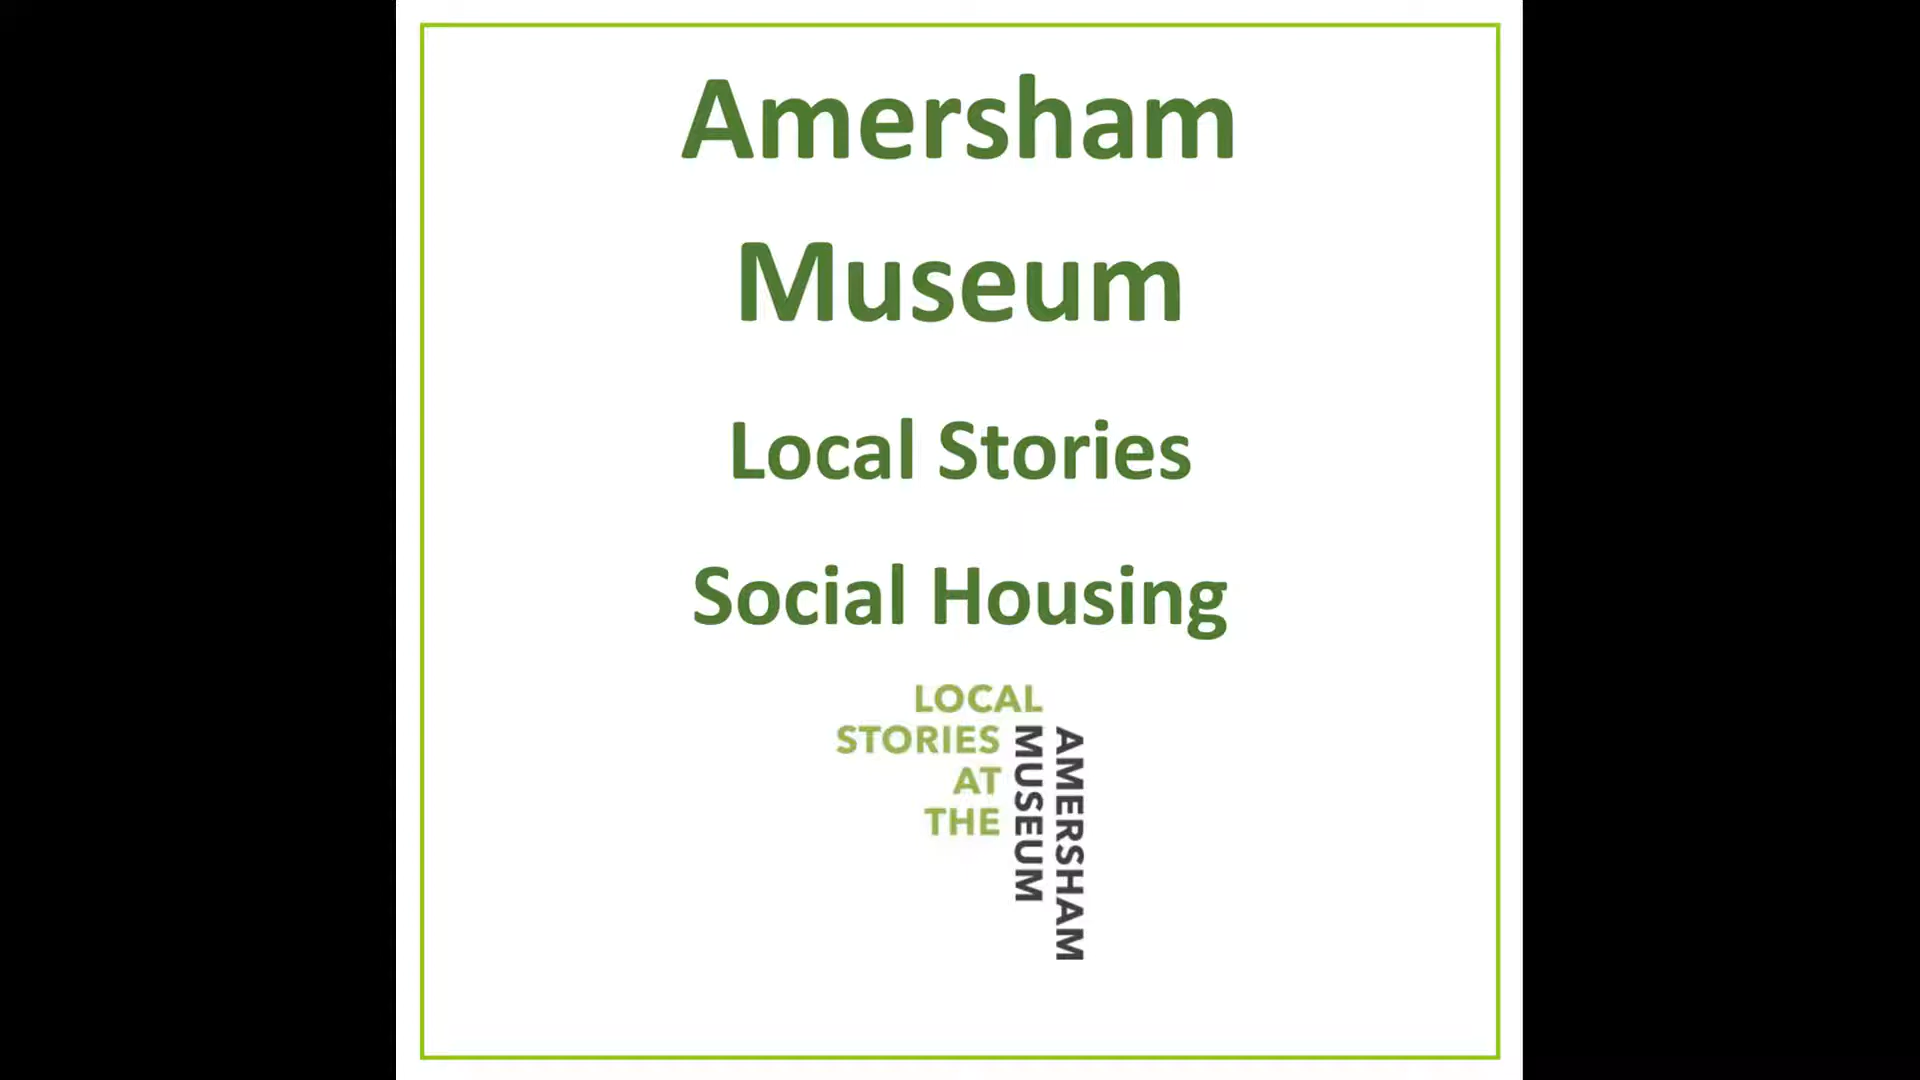 Amersham
Museum
Local Stories
Social Housing
LOCAL
STORIES
AT
THE
MUSEUM
AMERSHAM